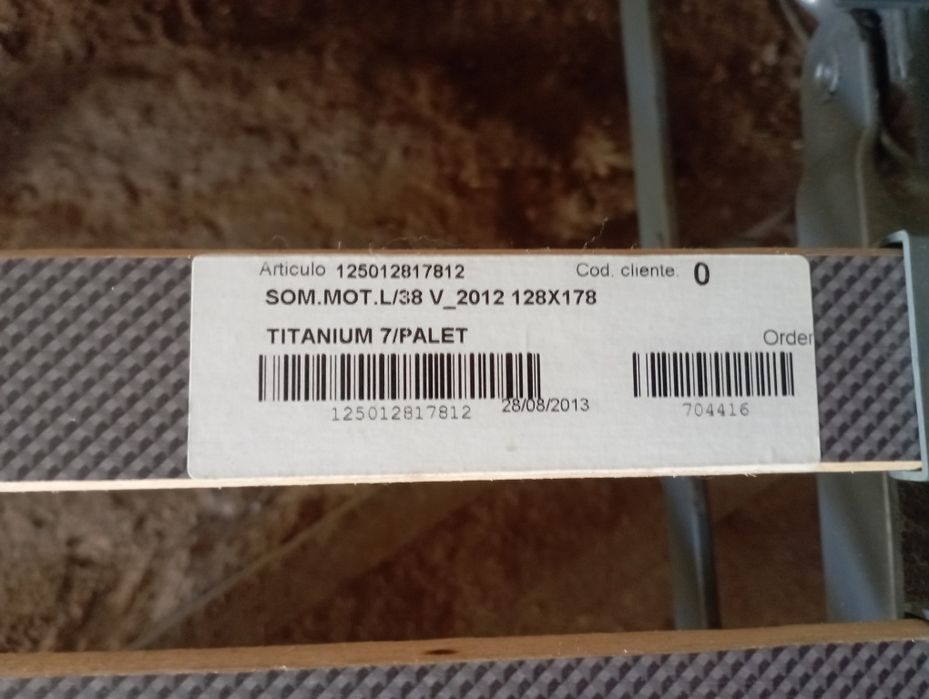 Articulo 125012817812 Cod. cliente. 0
SOM.MOT.L/38 V_2012 128X178
TITANIUM 7/PALET
Order
125012817812
28/08/2013
704416